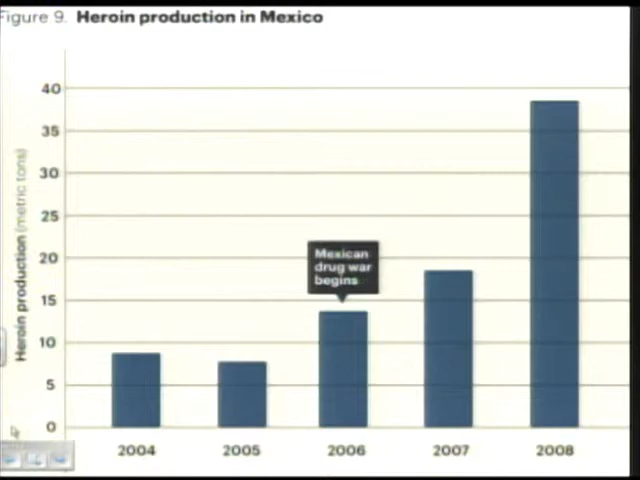 Figure 9. Heroin production in Mexico
Heroin production (metric tons)
40
35
30
25
20
15
10
5
0
Mexican
drug war
begins
2004
2005
2006
2007
2008